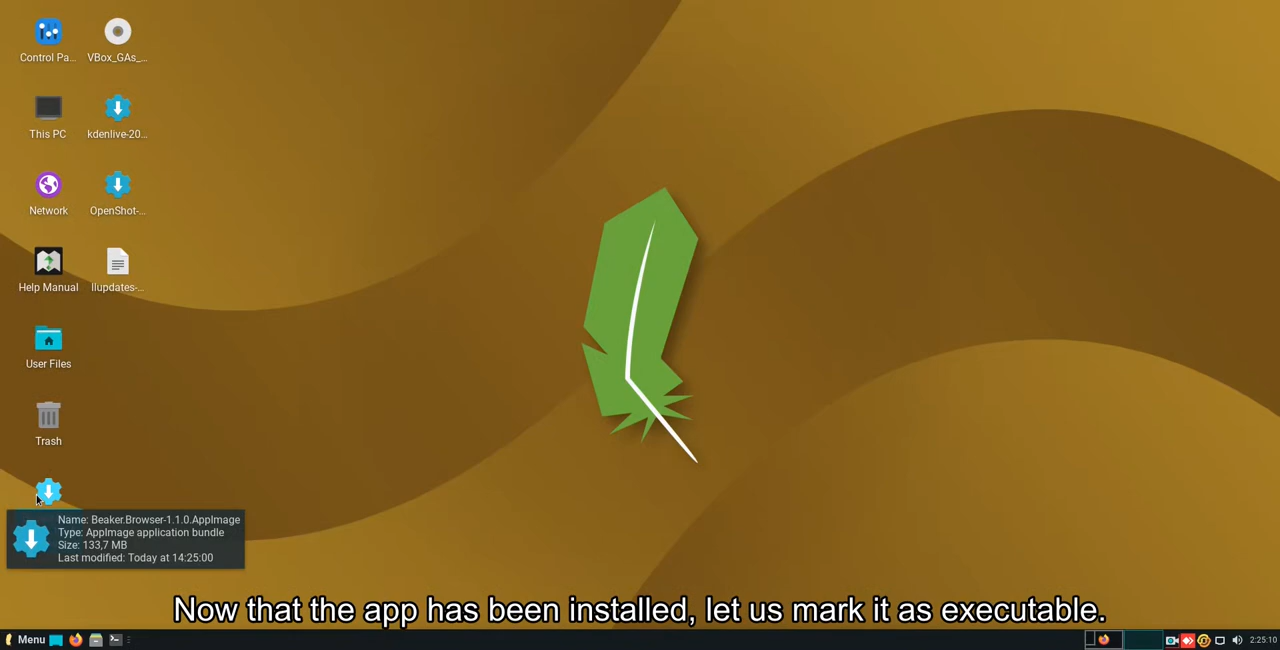 Control Pa...
VBox_GAs_...
This PC
kdenlive-20...
Network
OpenShot-...
Help Manual
llupdates-...
User Files
Trash
Name: Beaker.Browser-1.1.0.AppImage
Type: AppImage application bundle
Size: 133,7 MB
Last modified: Today at 14:25:00
Now that the app has been installed, let us mark it as executable.
Menu
2:25:10